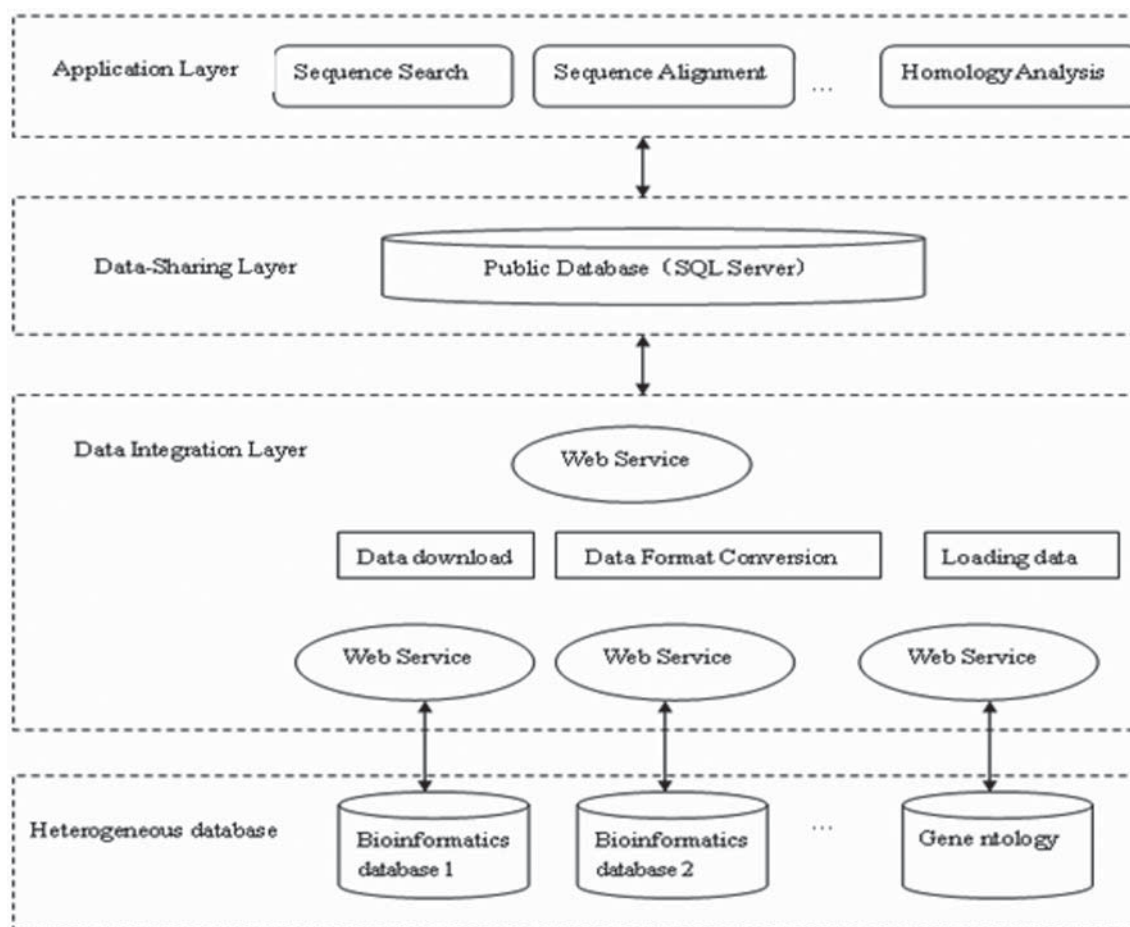 Application Layer
Sequence Search
Sequence Alignment
...
Homology Analysis
Data-Sharing Layer
Public Database (SQL Server)
Data Integration Layer
Web Service
Data download
Data Format Conversion
Loading data
Web Service
Web Service
Web Service
Heterogeneous database
Bioinformatics
database 1
Bioinformatics
database 2
...
Gene ntology